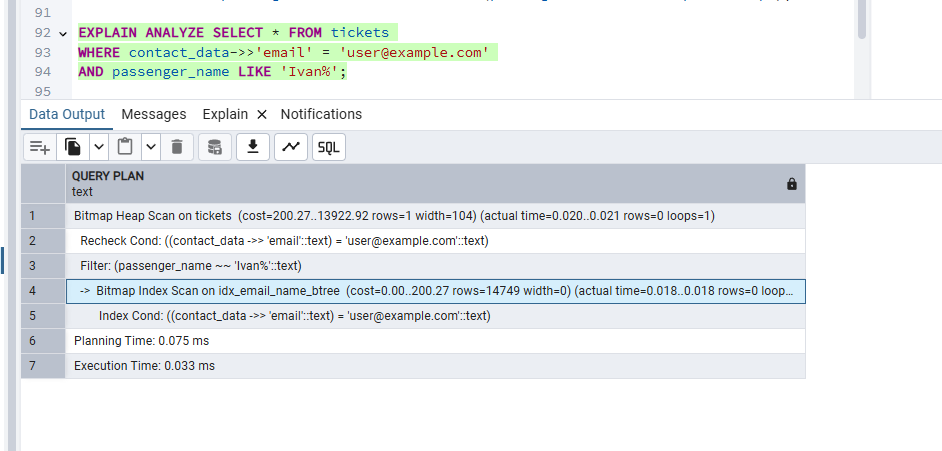 91
92 EXPLAIN ANALYZE SELECT * FROM tickets
93 WHERE contact_data->>'email' = 'user@example.com'
94 AND passenger_name LIKE 'Ivan%';
95
Data Output Messages Explain Notifications
SQL
QUERY PLAN
text
1 Bitmap Heap Scan on tickets (cost=200.27..13922.92 rows=1 width=104) (actual time=0.020..0.021 rows=0 loops=1)
2 Recheck Cond: ((contact_data ->> 'email'::text) = 'user@example.com'::text)
3 Filter: (passenger_name ~~ 'Ivan%'::text)
4 -> Bitmap Index Scan on idx_email_name_btree (cost=0.00..200.27 rows=14749 width=0) (actual time=0.018..0.018 rows=0 loop...
5 Index Cond: ((contact_data ->> 'email'::text) = 'user@example.com'::text)
6 Planning Time: 0.075 ms
7 Execution Time: 0.033 ms